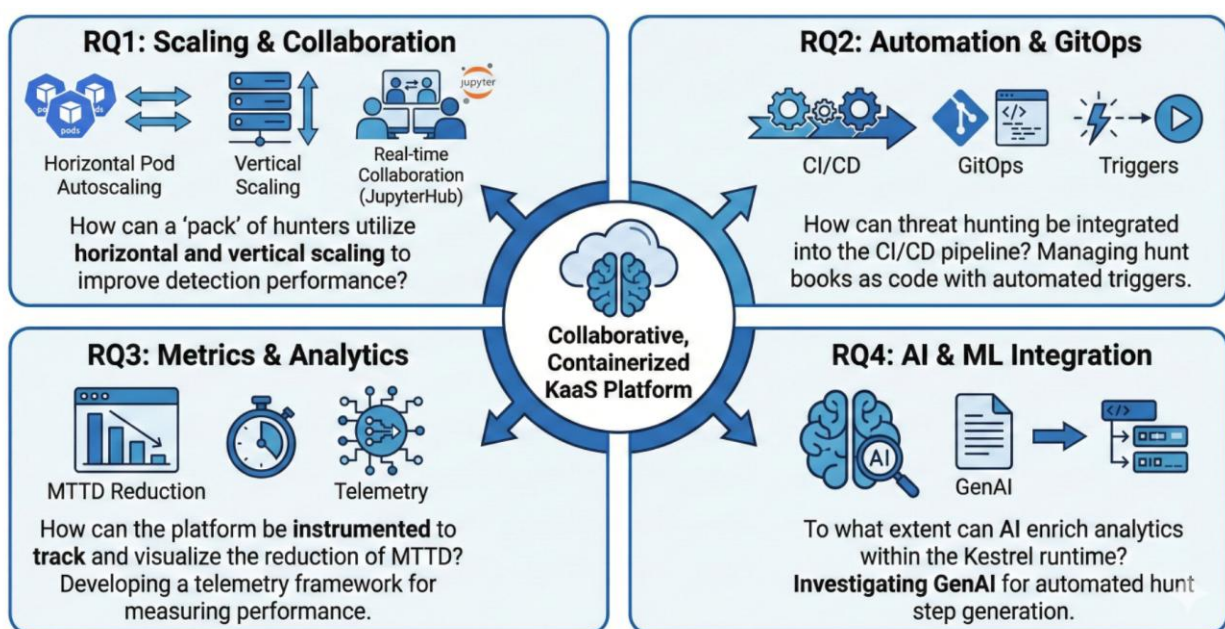 RQ1: Scaling & Collaboration
pods
jupyter
Horizontal Pod
Autoscaling
Vertical
Scaling
Real-time
Collaboration
(JupyterHub)
How can a ‘pack’ of hunters utilize
horizontal and vertical scaling to
improve detection performance?
RQ2: Automation & GitOps
</>
CI/CD
GitOps
Triggers
How can threat hunting be integrated
into the CI/CD pipeline? Managing hunt
books as code with automated triggers.
Collaborative,
Containerized
KaaS Platform
RQ3: Metrics & Analytics
MTTD Reduction
Telemetry
How can the platform be instrumented to
track and visualize the reduction of MTTD?
Developing a telemetry framework for
measuring performance.
RQ4: AI & ML Integration
AI
</>
GenAI
To what extent can AI enrich analytics
within the Kestrel runtime?
Investigating GenAI for automated hunt
step generation.